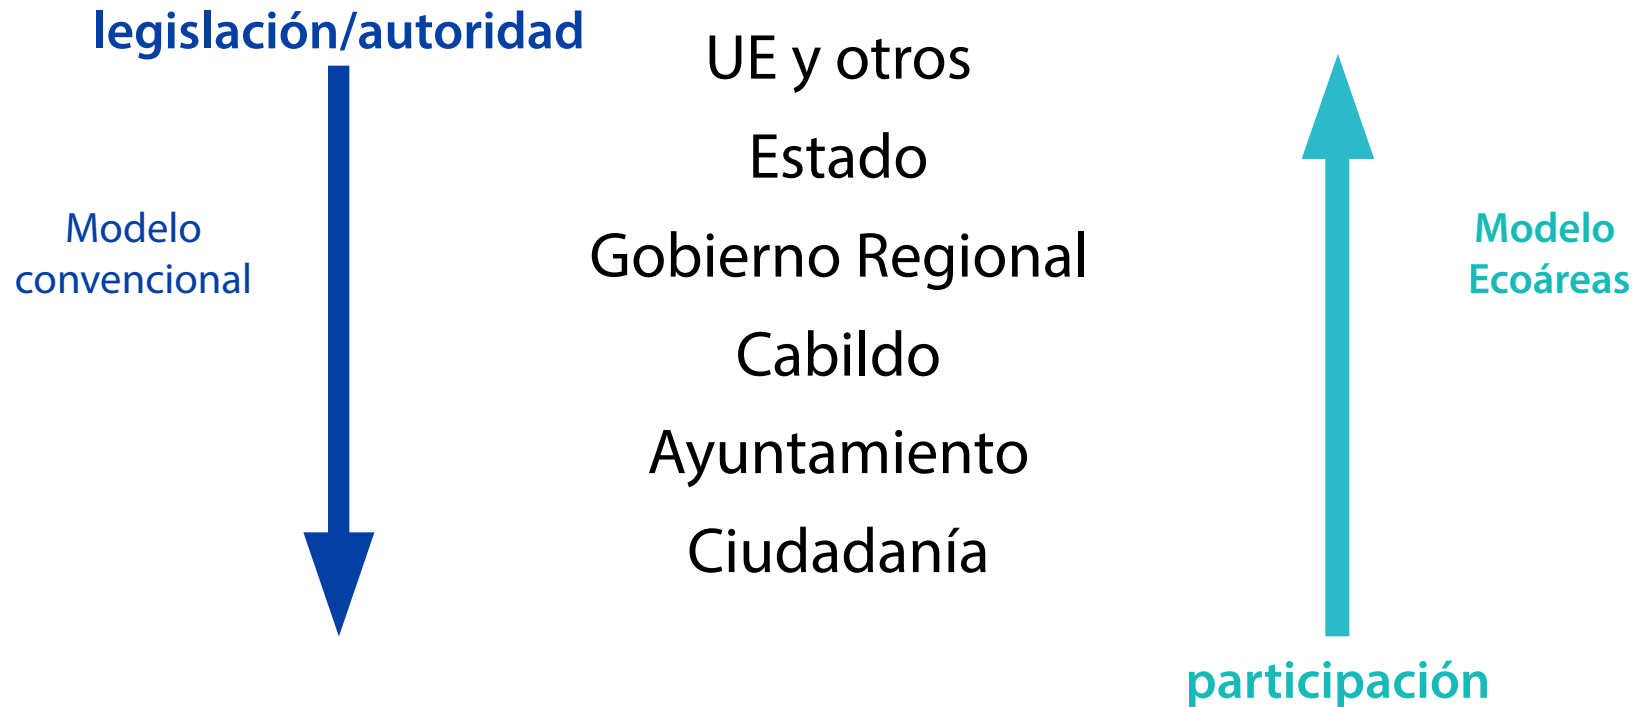 legislación/autoridad
Modelo
convencional
UE y otros
Estado
Gobierno Regional
Cabildo
Ayuntamiento
Ciudadanía
Modelo
Ecoáreas
participación